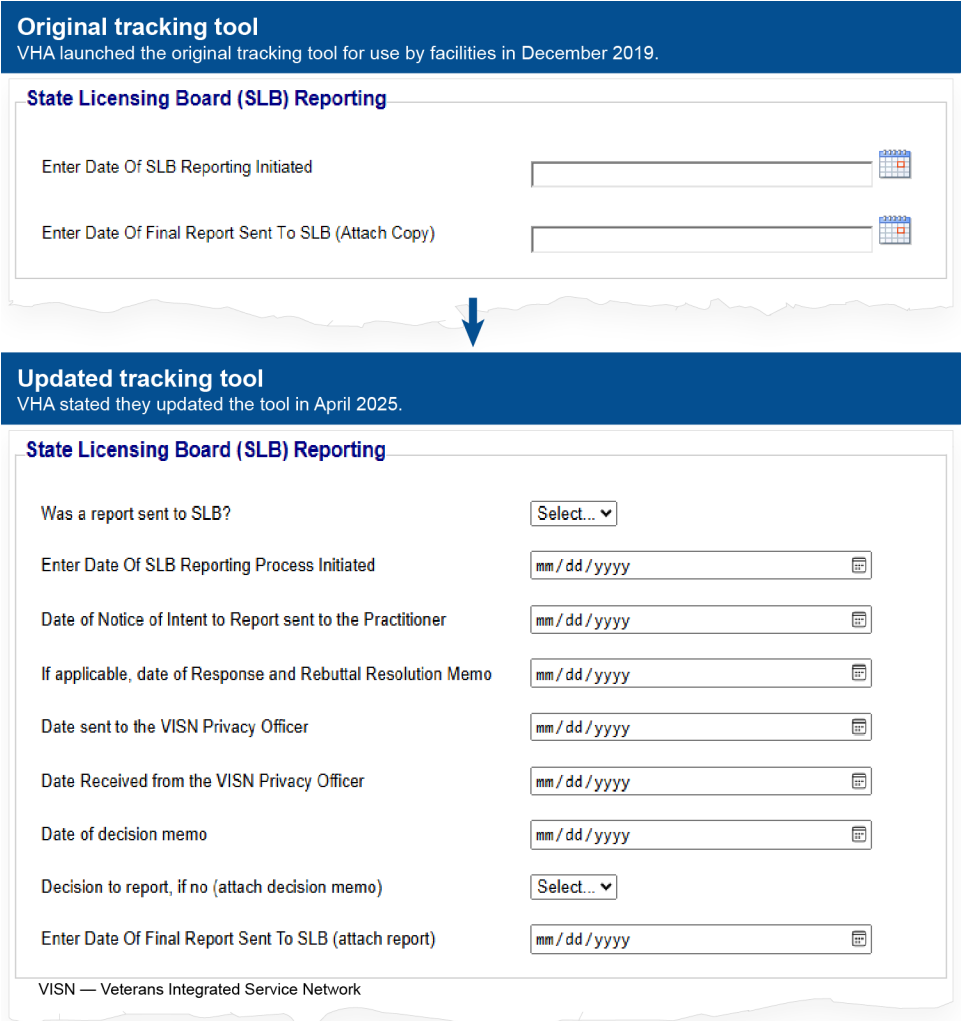 Original tracking tool
VHA launched the original tracking tool for use by facilities in December 2019.
State Licensing Board (SLB) Reporting
Enter Date Of SLB Reporting Initiated
Enter Date Of Final Report Sent To SLB (Attach Copy)
Updated tracking tool
VHA stated they updated the tool in April 2025.
State Licensing Board (SLB) Reporting
Was a report sent to SLB? Select...
Enter Date Of SLB Reporting Process Initiated mm/dd/yyyy
Date of Notice of Intent to Report sent to the Practitioner mm/dd/yyyy
If applicable, date of Response and Rebuttal Resolution Memo mm/dd/yyyy
Date sent to the VISN Privacy Officer mm/dd/yyyy
Date Received from the VISN Privacy Officer mm/dd/yyyy
Date of decision memo mm/dd/yyyy
Decision to report, if no (attach decision memo) Select...
Enter Date Of Final Report Sent To SLB (attach report) mm/dd/yyyy
VISN — Veterans Integrated Service Network